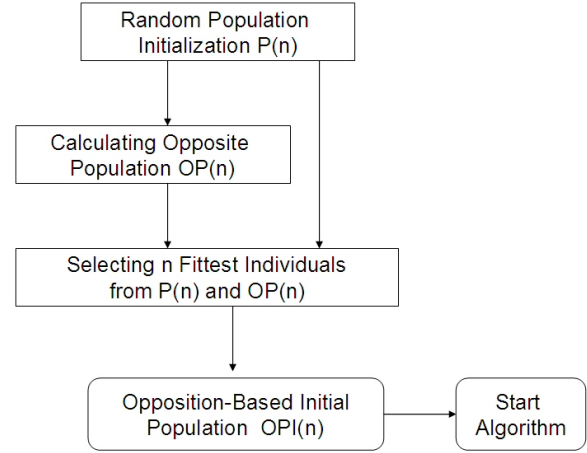 Random Population
Initialization P(n)
Calculating Opposite
Population OP(n)
Selecting n Fittest Individuals
from P(n) and OP(n)
Opposition-Based Initial
Population OPI(n)
Start
Algorithm